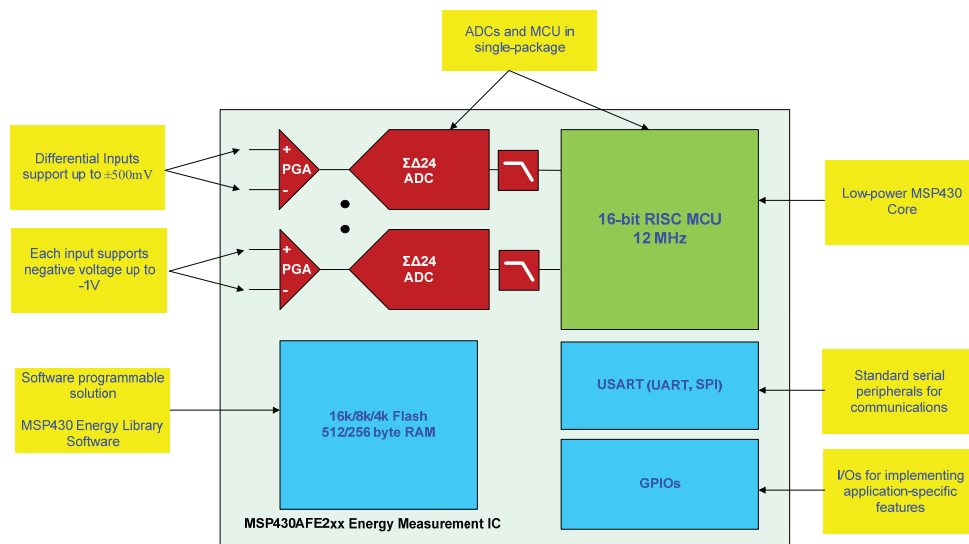 ADCs and MCU in
single-package
Differential Inputs
support up to ±500mV
+
PGA
-
ΣΔ24
ADC
16-bit RISC MCU
12 MHz
Low-power MSP430
Core
Each input supports
negative voltage up to
-1V
+
PGA
-
ΣΔ24
ADC
Software programmable
solution
MSP430 Energy Library
Software
16k/8k/4k Flash
512/256 byte RAM
USART (UART, SPI)
Standard serial
peripherals for
communications
GPIOs
I/Os for implementing
application-specific
features
MSP430AFE2xx Energy Measurement IC